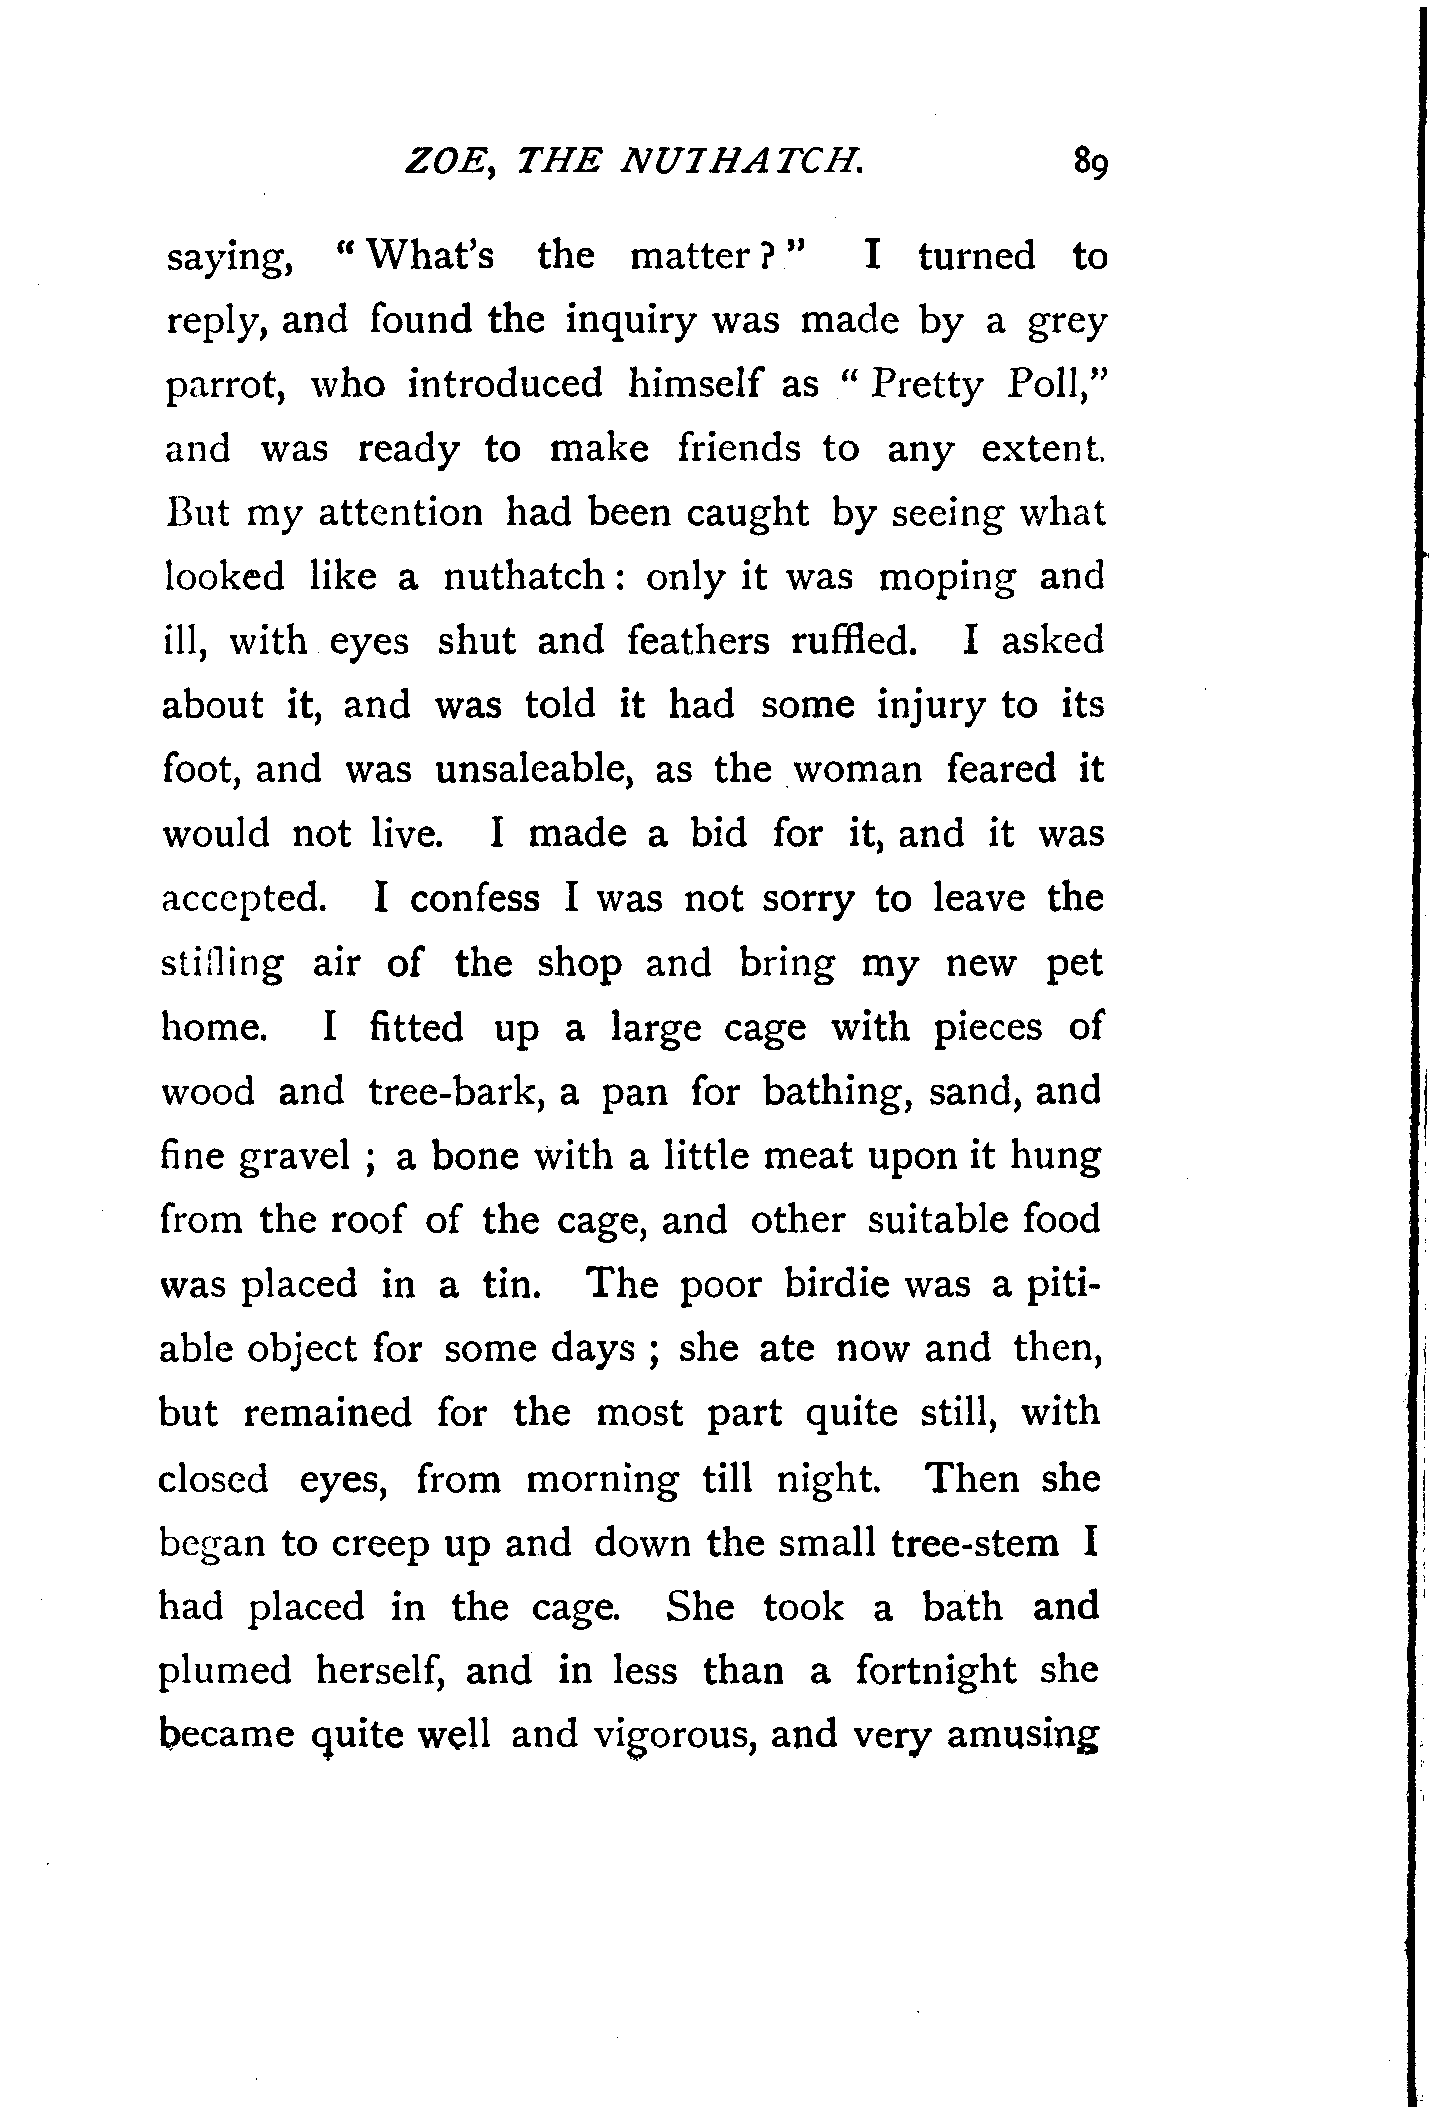 ZOE, THE NUTHATCH. 89
saying, " What's the matter ? " I turned to
reply, and found the inquiry was made by a grey
parrot, who introduced himself as " Pretty Poll,"
and was ready to make friends to any extent.
But my attention had been caught by seeing what
looked like a nuthatch : only it was moping and
ill, with eyes shut and feathers ruffled. I asked
about it, and was told it had some injury to its
foot, and was unsaleable, as the woman feared it
would not live. I made a bid for it, and it was
accepted. I confess I was not sorry to leave the
stifling air of the shop and bring my new pet
home. I fitted up a large cage with pieces of
wood and tree-bark, a pan for bathing, sand, and
fine gravel ; a bone with a little meat upon it hung
from the roof of the cage, and other suitable food
was placed in a tin. The poor birdie was a piti-
able object for some days ; she ate now and then,
but remained for the most part quite still, with
closed eyes, from morning till night. Then she
began to creep up and down the small tree-stem I
had placed in the cage. She took a bath and
plumed herself, and in less than a fortnight she
became quite well and vigorous, and very amusing